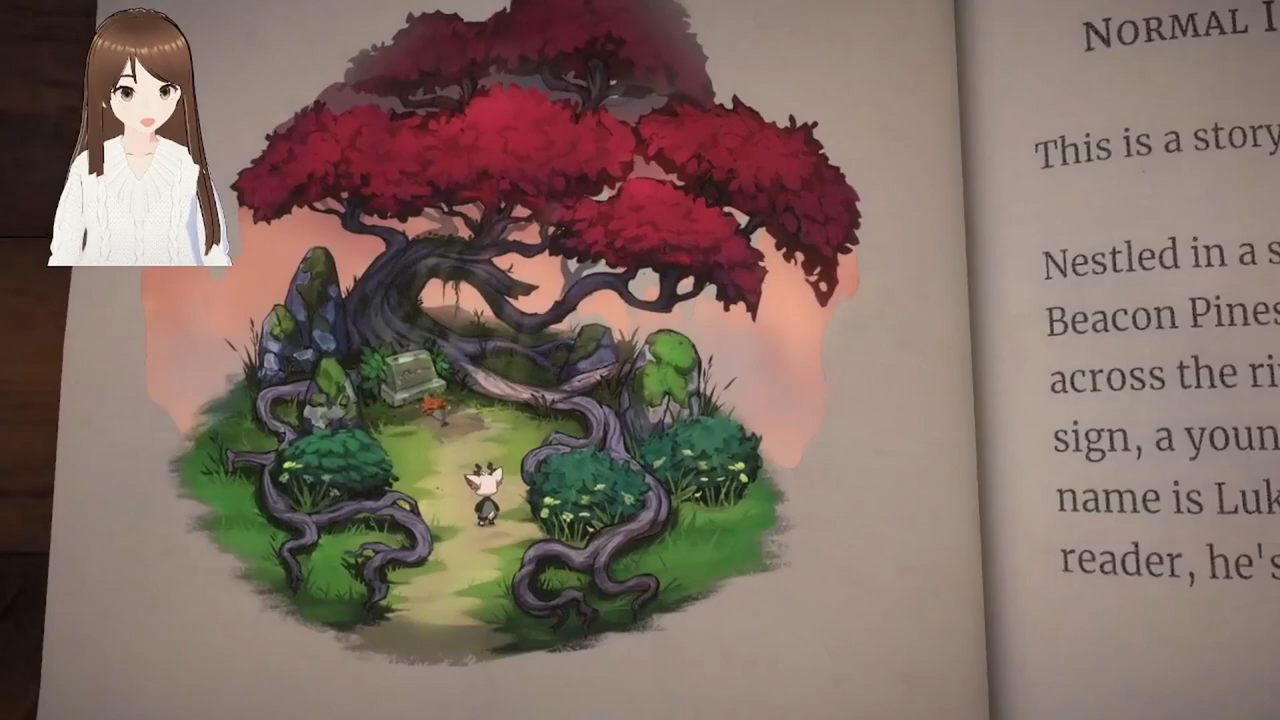 NORMAL I
This is a story
Nestled in a s
Beacon Pines
across the ri
sign, a youn
name is Luk
reader, he's